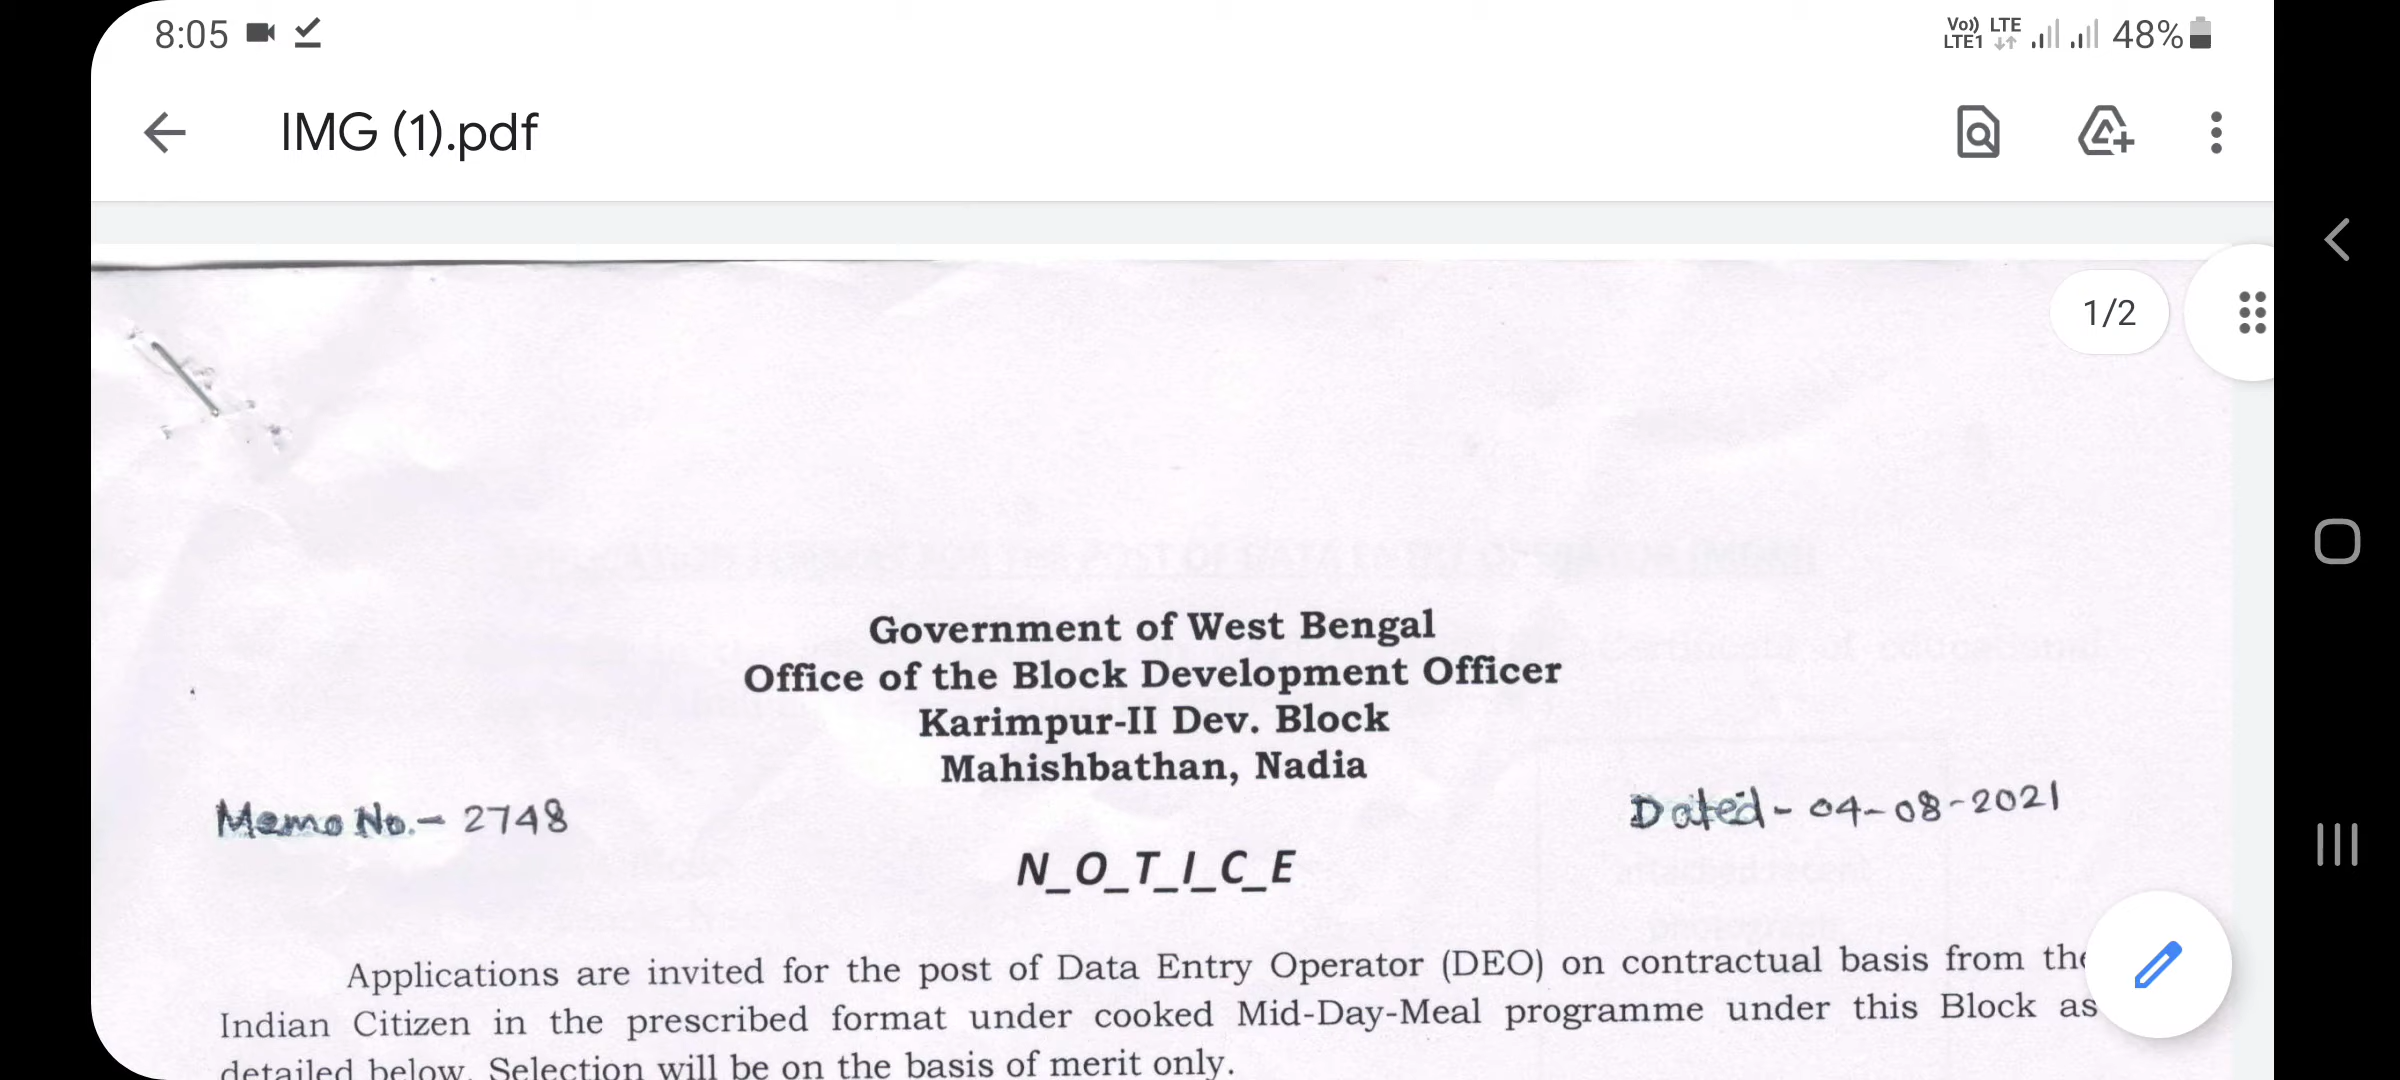 8:05
Vo)) LTE
LTE1
48%
IMG (1).pdf
1/2
Government of West Bengal
Office of the Block Development Officer
Karimpur-II Dev. Block
Mahishbathan, Nadia
Memo No.- 2748
Dated- 04-08-2021
N_O_T_I_C_E
Applications are invited for the post of Data Entry Operator (DEO) on contractual basis from the
Indian Citizen in the prescribed format under cooked Mid-Day-Meal programme under this Block as
detailed below. Selection will be on the basis of merit only.